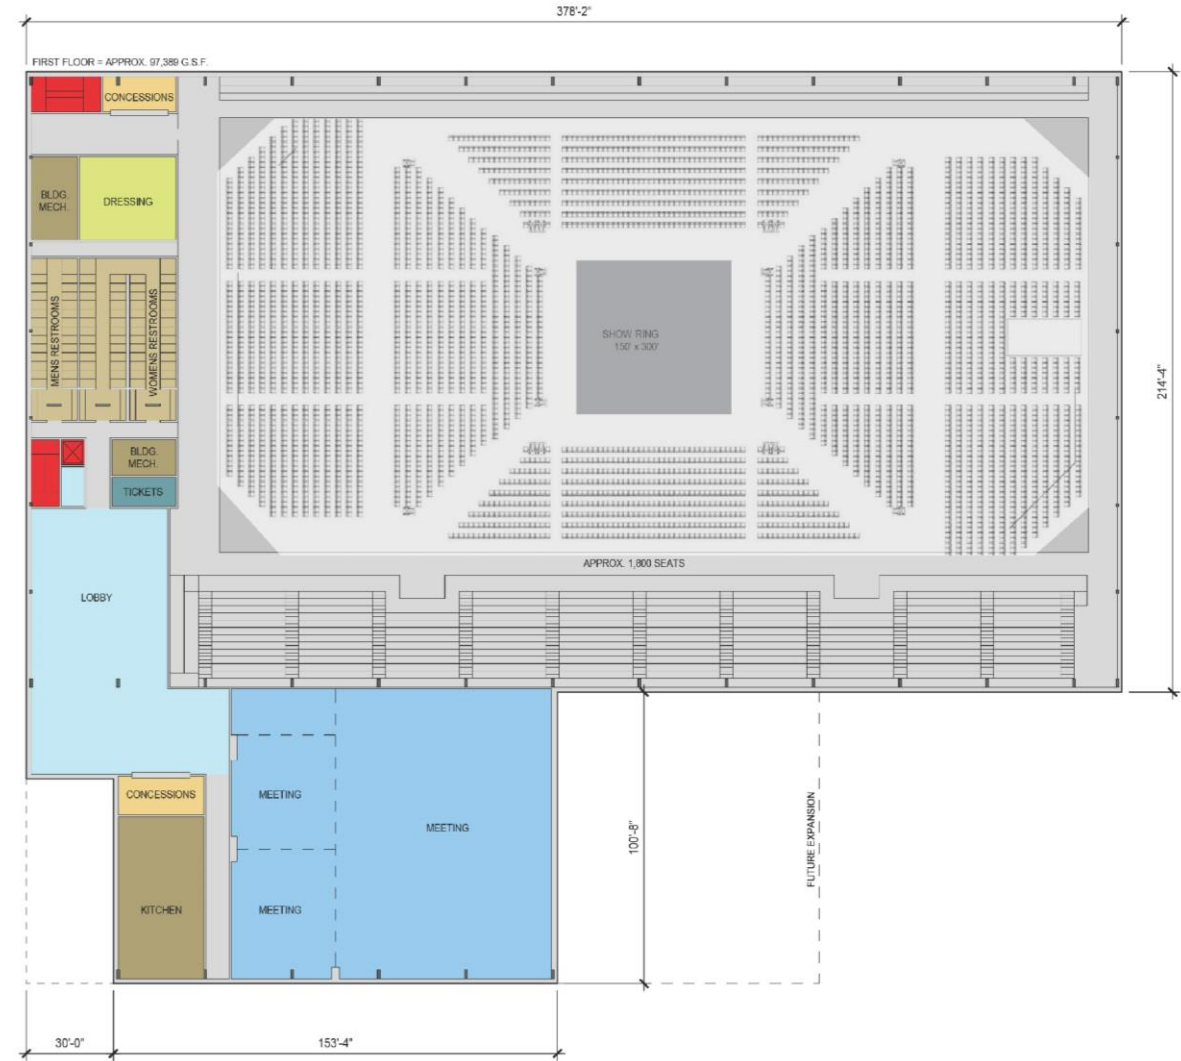 378'-2"
FIRST FLOOR = APPROX. 97,389 G.S.F.
CONCESSIONS
BLDG.
MECH.
DRESSING
MENS RESTROOMS
WOMENS RESTROOMS
SHOW RING
150' x 300'
214'-4"
BLDG.
MECH.
TICKETS
APPROX. 1,800 SEATS
LOBBY
CONCESSIONS
MEETING
MEETING
100'-8"
FUTURE EXPANSION
KITCHEN
MEETING
30'-0"
153'-4"